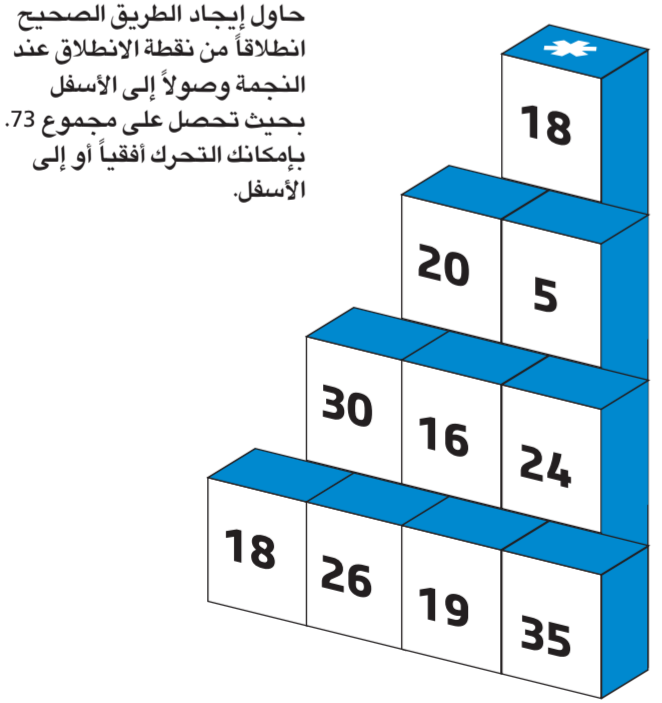 حاول إيجاد الطريق الصحيح
انطلاقاً من نقطة الانطلاق عند
النجمة وصولاً إلى الأسفل
بحيث تحصل على مجموع 73.
بإمكانك التحرك أفقياً أو إلى
الأسفل.
18
20 5
30 16 24
18 26 19 35